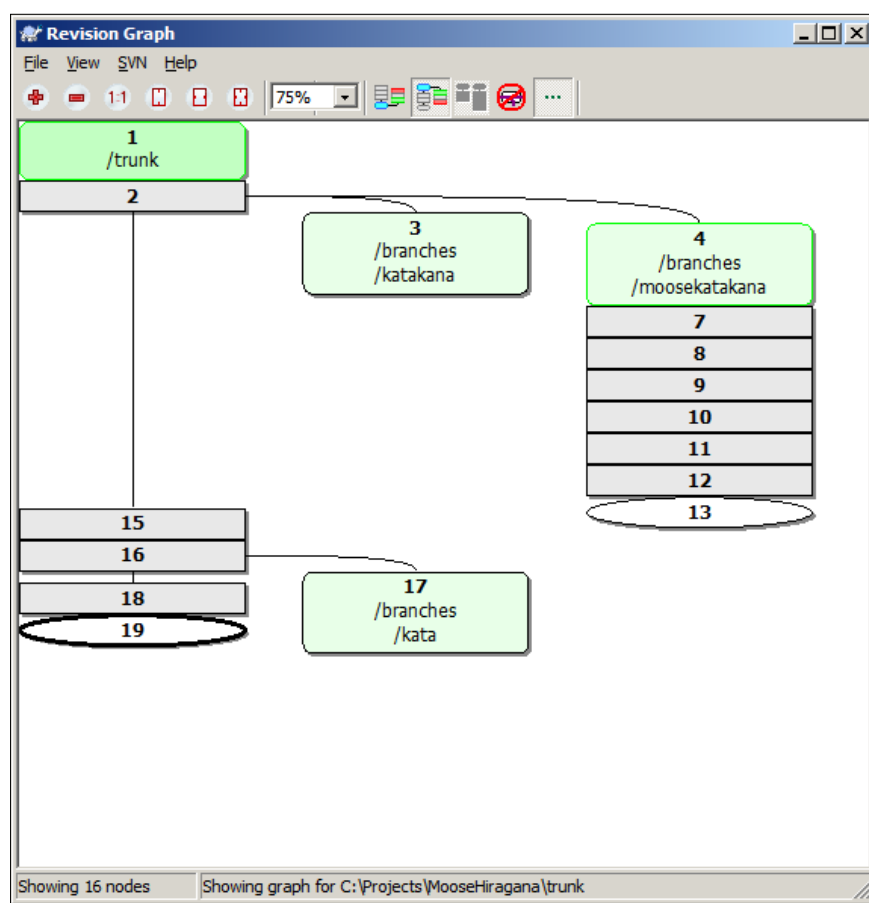 Revision Graph
File View SVN Help
1:1 75% ...
1
/trunk
2
3
/branches
/katakana
4
/branches
/moosekatakana
7
8
9
10
11
12
13
15
16
17
/branches
/kata
18
19
Showing 16 nodes Showing graph for C:\Projects\MooseHiragana\trunk